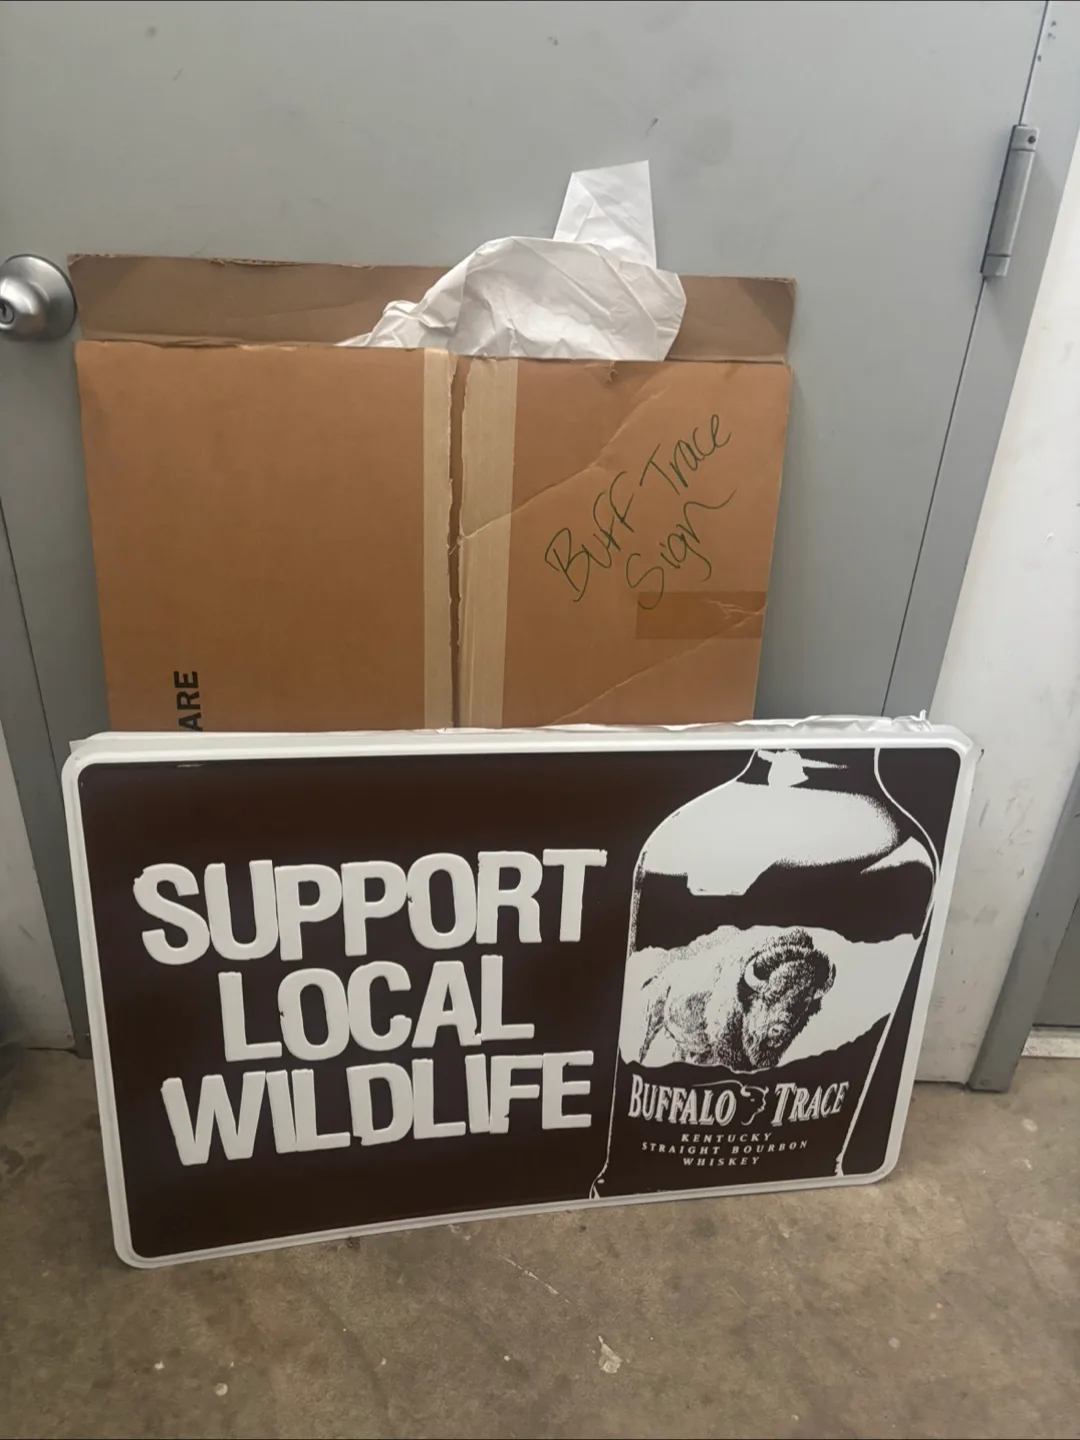 Buff Trace
Sign
ARE
SUPPORT
LOCAL
WILDLIFE
BUFFALO TRACE
KENTUCKY
STRAIGHT BOURBON
WHISKEY